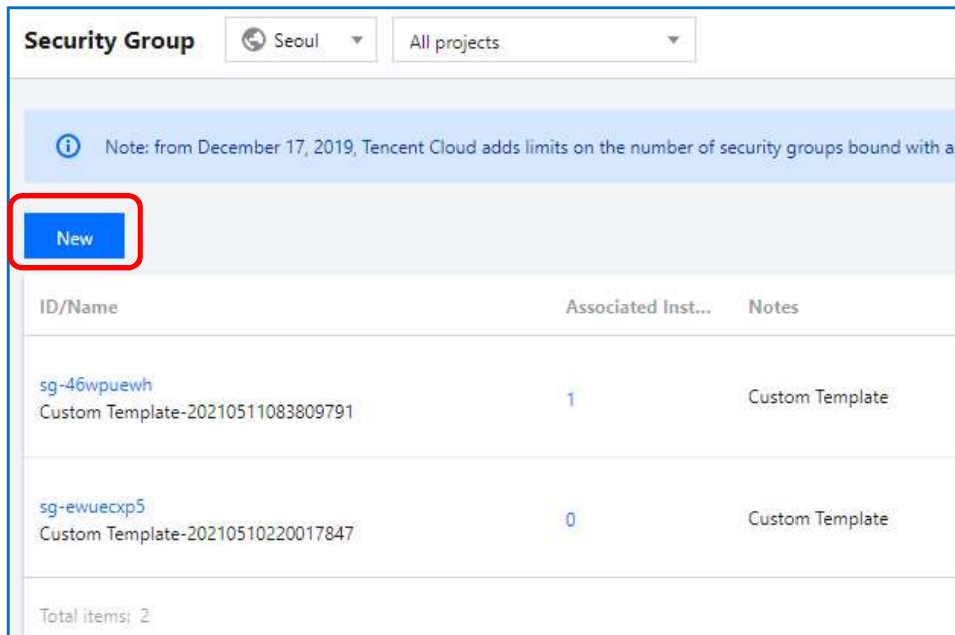 Security Group Seoul All projects
Note: from December 17, 2019, Tencent Cloud adds limits on the number of security groups bound with a
New
ID/Name Associated Inst... Notes
sg-46wpuewh
Custom Template-20210511083809791 1 Custom Template
sg-ewuecxp5
Custom Template-20210510220017847 0 Custom Template
Total items: 2